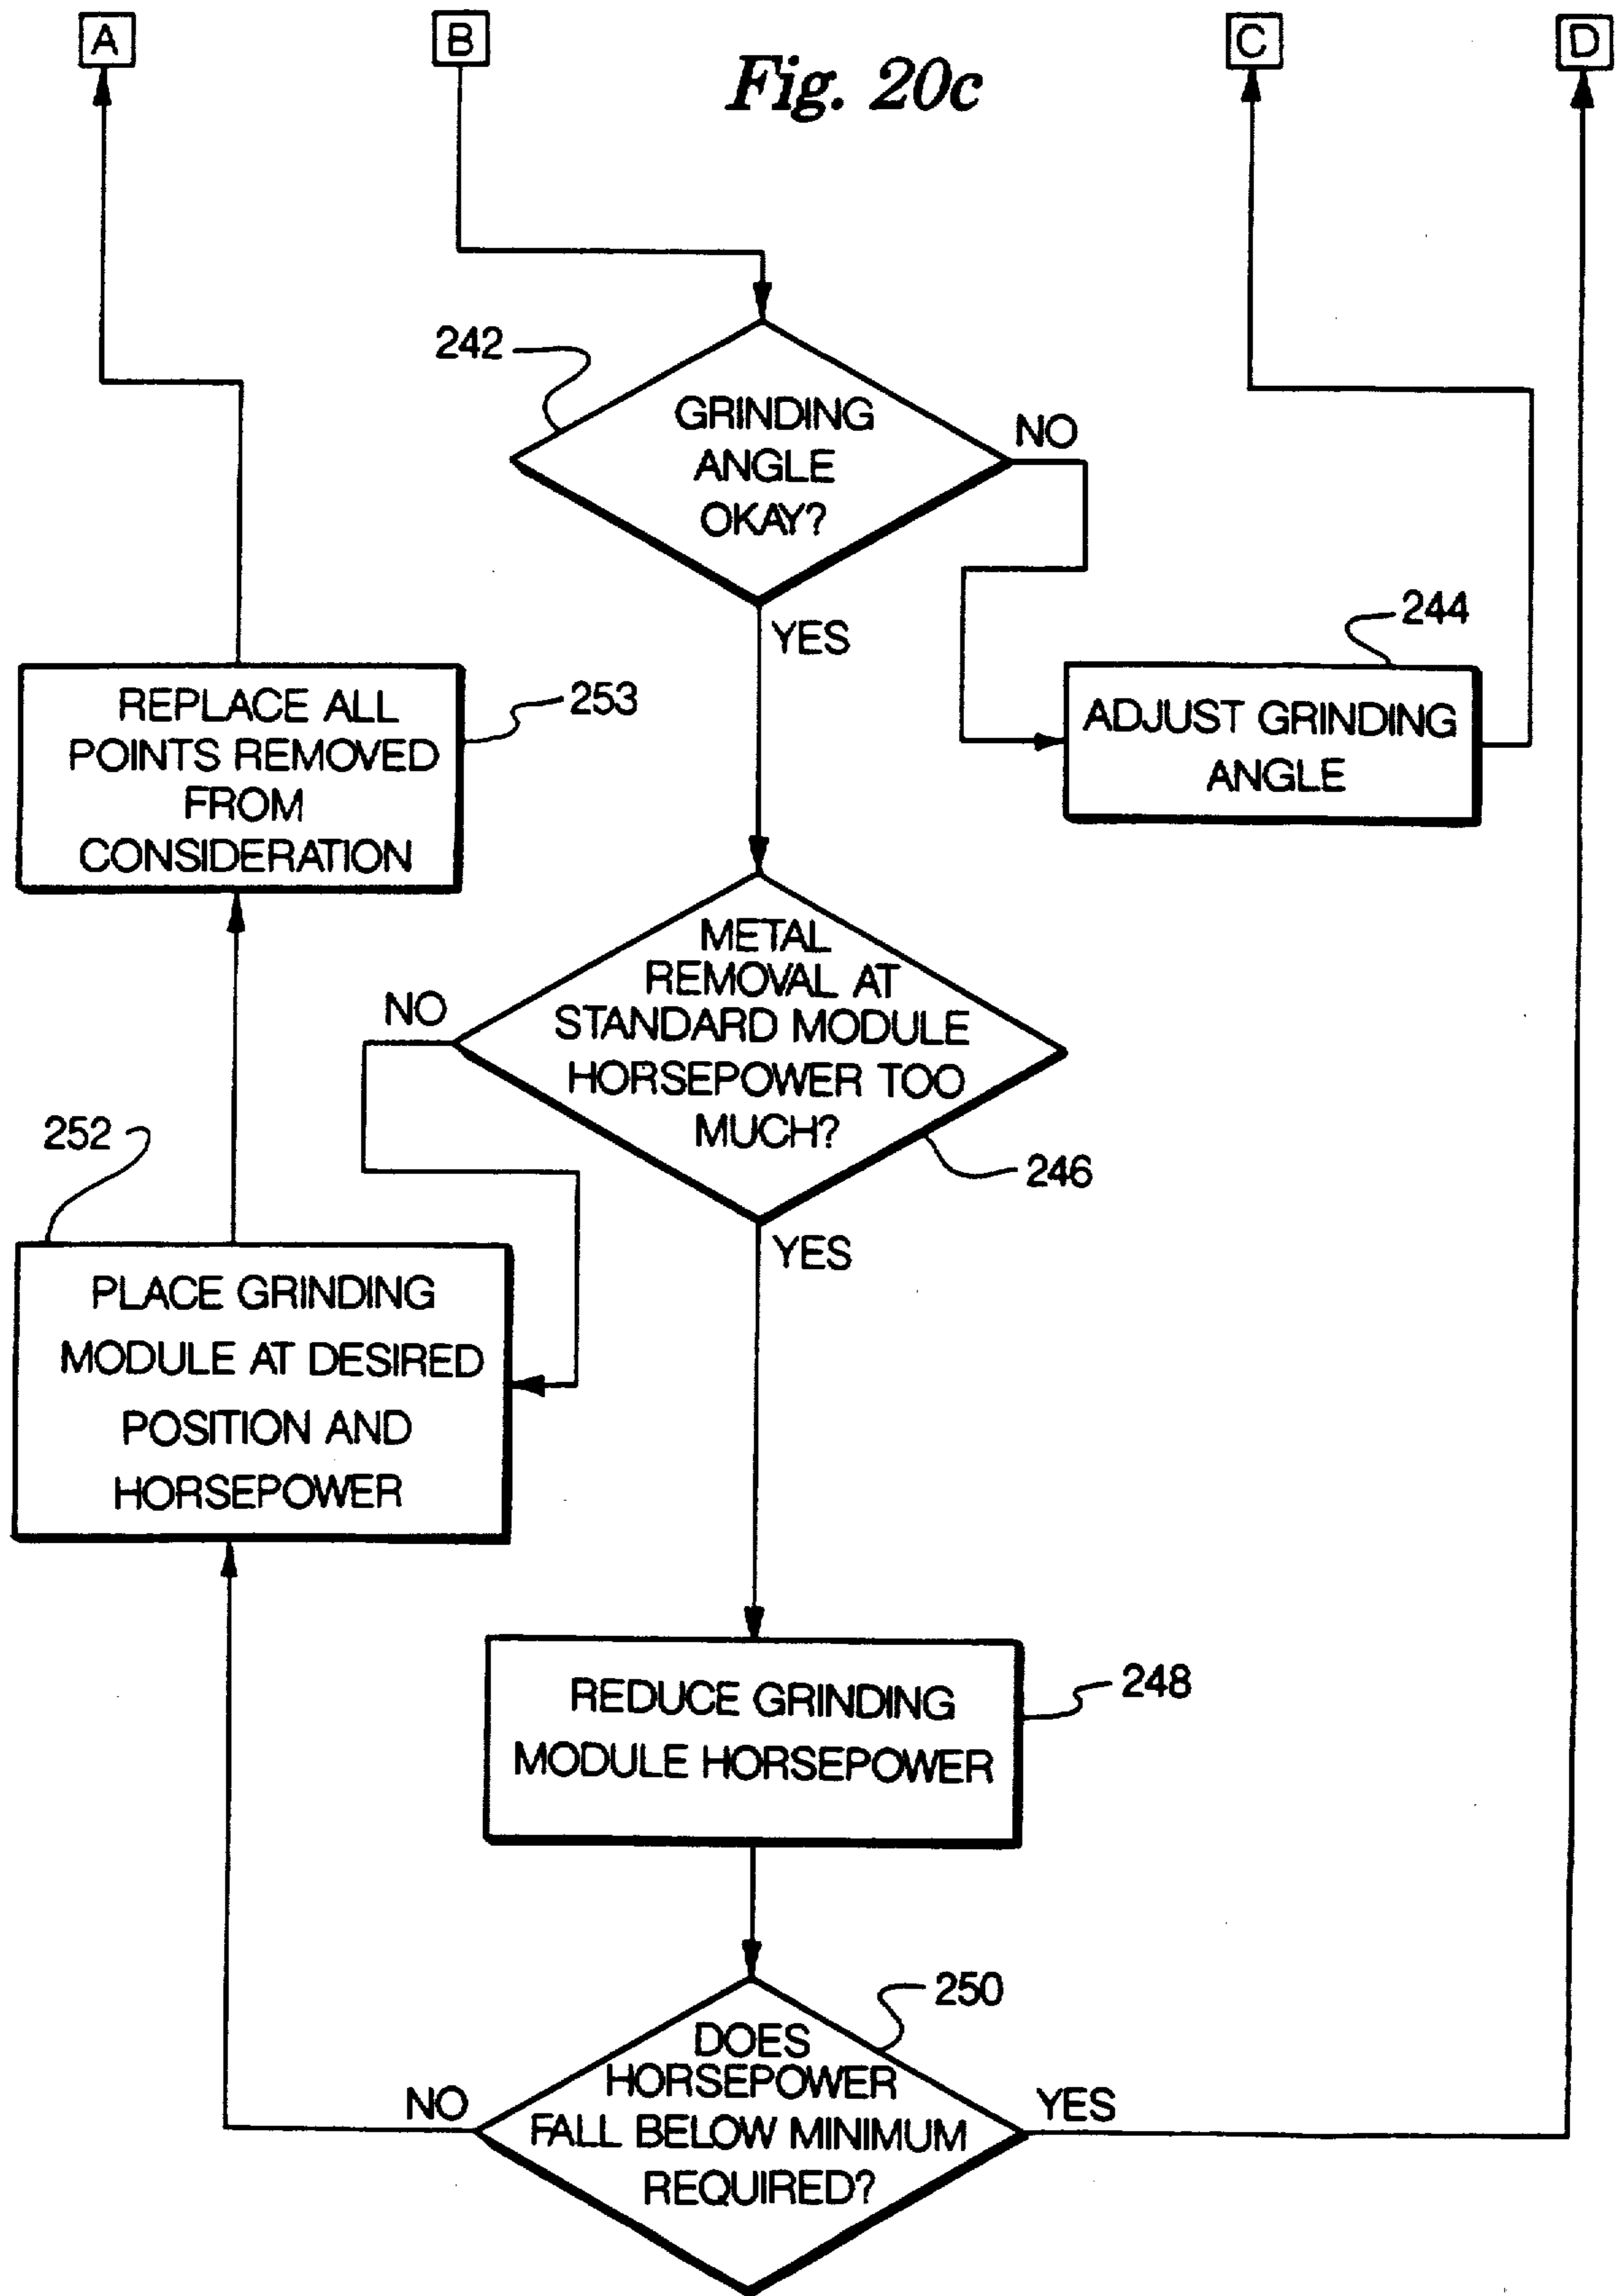 A
B
C
D
Fig. 20c
242
GRINDING
ANGLE
OKAY?
NO
YES
244
ADJUST GRINDING
ANGLE
REPLACE ALL
POINTS REMOVED
FROM
CONSIDERATION
253
METAL
REMOVAL AT
STANDARD MODULE
HORSEPOWER TOO
MUCH?
NO
246
YES
252
PLACE GRINDING
MODULE AT DESIRED
POSITION AND
HORSEPOWER
REDUCE GRINDING
MODULE HORSEPOWER
248
250
DOES
HORSEPOWER
FALL BELOW MINIMUM
REQUIRED?
NO
YES